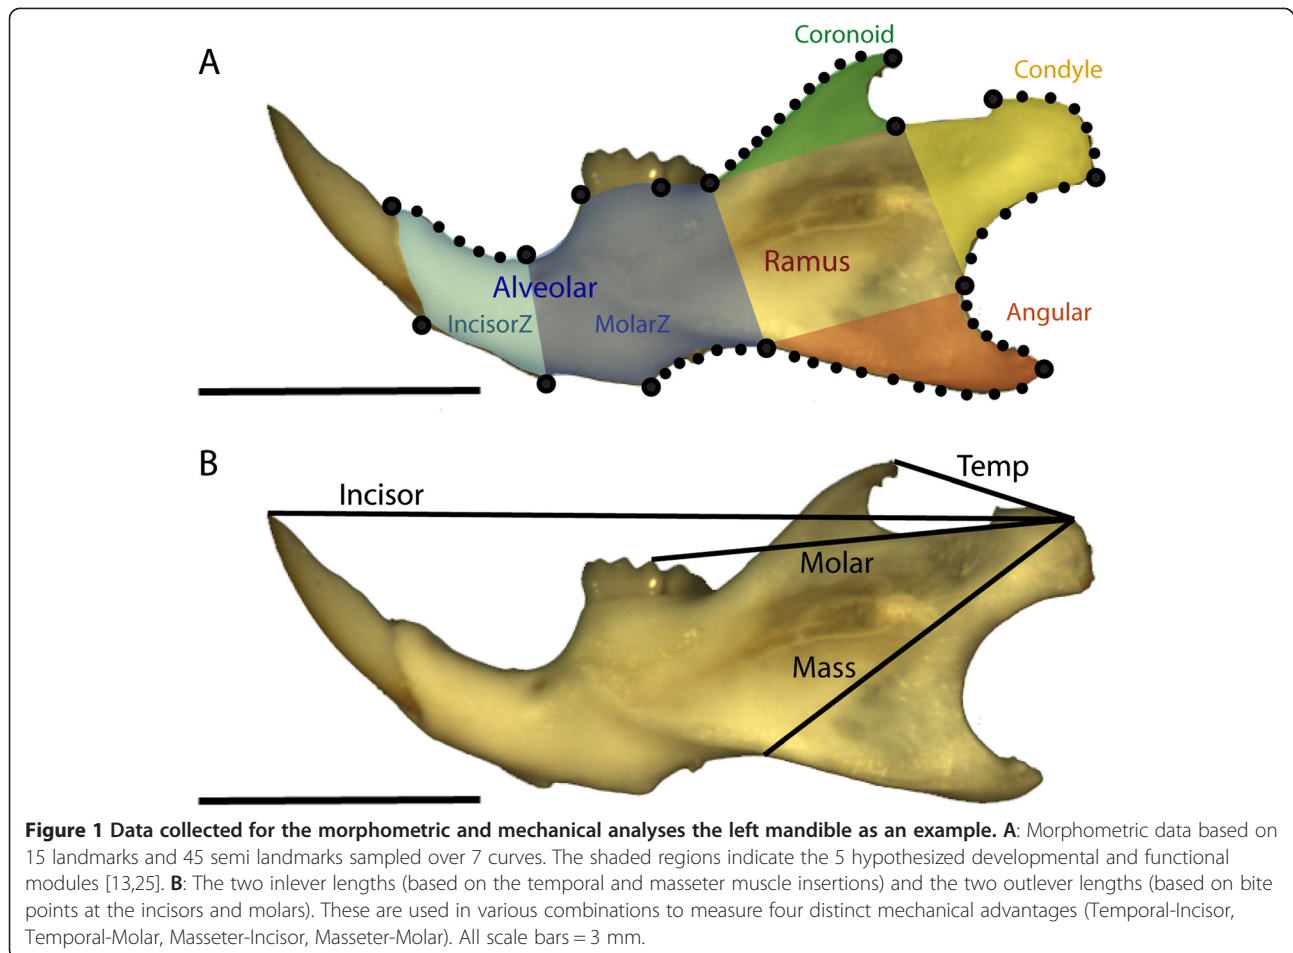 A
Coronoid
Condyle
Ramus
Alveolar
IncisorZ
MolarZ
Angular
B
Temp
Incisor
Molar
Mass
Figure 1 Data collected for the morphometric and mechanical analyses the left mandible as an example. A: Morphometric data based on
15 landmarks and 45 semi landmarks sampled over 7 curves. The shaded regions indicate the 5 hypothesized developmental and functional
modules [13,25]. B: The two inlever lengths (based on the temporal and masseter muscle insertions) and the two outlever lengths (based on bite
points at the incisors and molars). These are used in various combinations to measure four distinct mechanical advantages (Temporal-Incisor,
Temporal-Molar, Masseter-Incisor, Masseter-Molar). All scale bars = 3 mm.